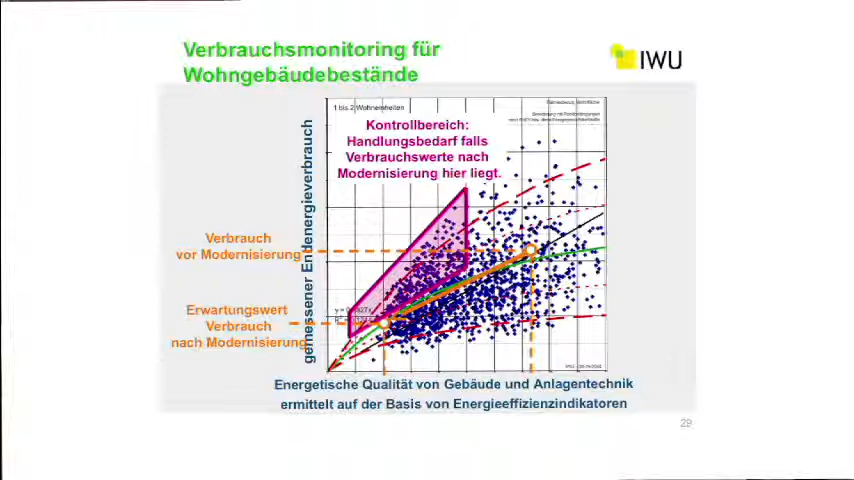 Verbrauchsmonitoring für
Wohngebäudebestände
IWU
1 bis 2 Wohneinheiten
Kontrollbereich:
Handlungsbedarf falls
Verbrauchswerte nach
Modernisierung hier liegt.
gemessener Endenergieverbrauch
Verbrauch
vor Modernisierung
Erwartungswert
Verbrauch
nach Modernisierung
Energetische Qualität von Gebäude und Anlagentechnik
ermittelt auf der Basis von Energieeffizienzindikatoren
29